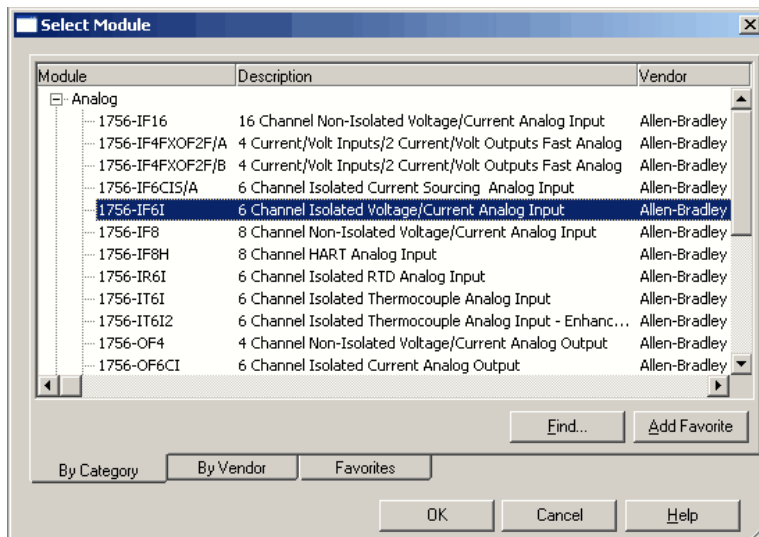 Select Module
Module Description Vendor
Analog
1756-IF16 16 Channel Non-Isolated Voltage/Current Analog Input Allen-Bradley
1756-IF4FXOF2F/A 4 Current/Volt Inputs/2 Current/Volt Outputs Fast Analog Allen-Bradley
1756-IF4FXOF2F/B 4 Current/Volt Inputs/2 Current/Volt Outputs Fast Analog Allen-Bradley
1756-IF6CIS/A 6 Channel Isolated Current Sourcing  Analog Input Allen-Bradley
1756-IF6I 6 Channel Isolated Voltage/Current Analog Input Allen-Bradley
1756-IF8 8 Channel Non-Isolated Voltage/Current Analog Input Allen-Bradley
1756-IF8H 8 Channel HART Analog Input Allen-Bradley
1756-IR6I 6 Channel Isolated RTD Analog Input Allen-Bradley
1756-IT6I 6 Channel Isolated Thermocouple Analog Input Allen-Bradley
1756-IT6I2 6 Channel Isolated Thermocouple Analog Input - Enhanc... Allen-Bradley
1756-OF4 4 Channel Non-Isolated Voltage/Current Analog Output Allen-Bradley
1756-OF6CI 6 Channel Isolated Current Analog Output Allen-Bradley
Find... Add Favorite
By Category By Vendor Favorites
OK Cancel Help